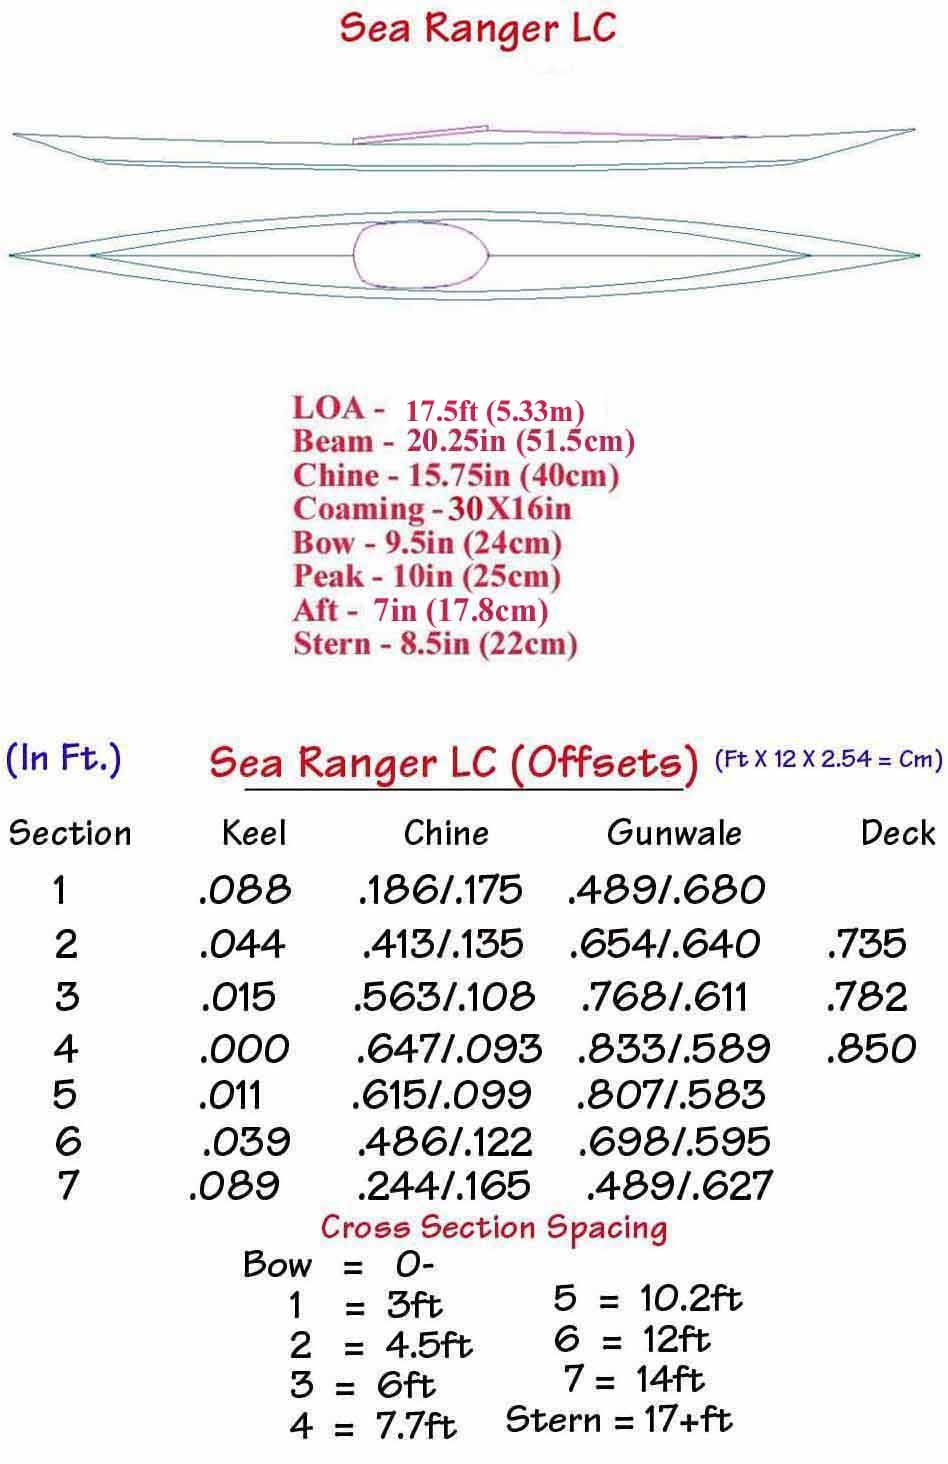 Sea Ranger LC
LOA - 17.5ft (5.33m)
Beam - 20.25in (51.5cm)
Chine - 15.75in (40cm)
Coaming - 30X16in
Bow - 9.5in (24cm)
Peak - 10in (25cm)
Aft - 7in (17.8cm)
Stern - 8.5in (22cm)
(In Ft.) Sea Ranger LC (Offsets) (Ft X 12 X 2.54 = Cm)
Section Keel Chine Gunwale Deck
1 .088 .186/.175 .489/.680
2 .044 .413/.135 .654/.640 .735
3 .015 .563/.108 .768/.611 .782
4 .000 .647/.093 .833/.589 .850
5 .011 .615/.099 .807/.583
6 .039 .486/.122 .698/.595
7 .089 .244/.165 .489/.627
Cross Section Spacing
Bow = 0-
1 = 3ft 5 = 10.2ft
2 = 4.5ft 6 = 12ft
3 = 6ft 7 = 14ft
4 = 7.7ft Stern = 17+ft